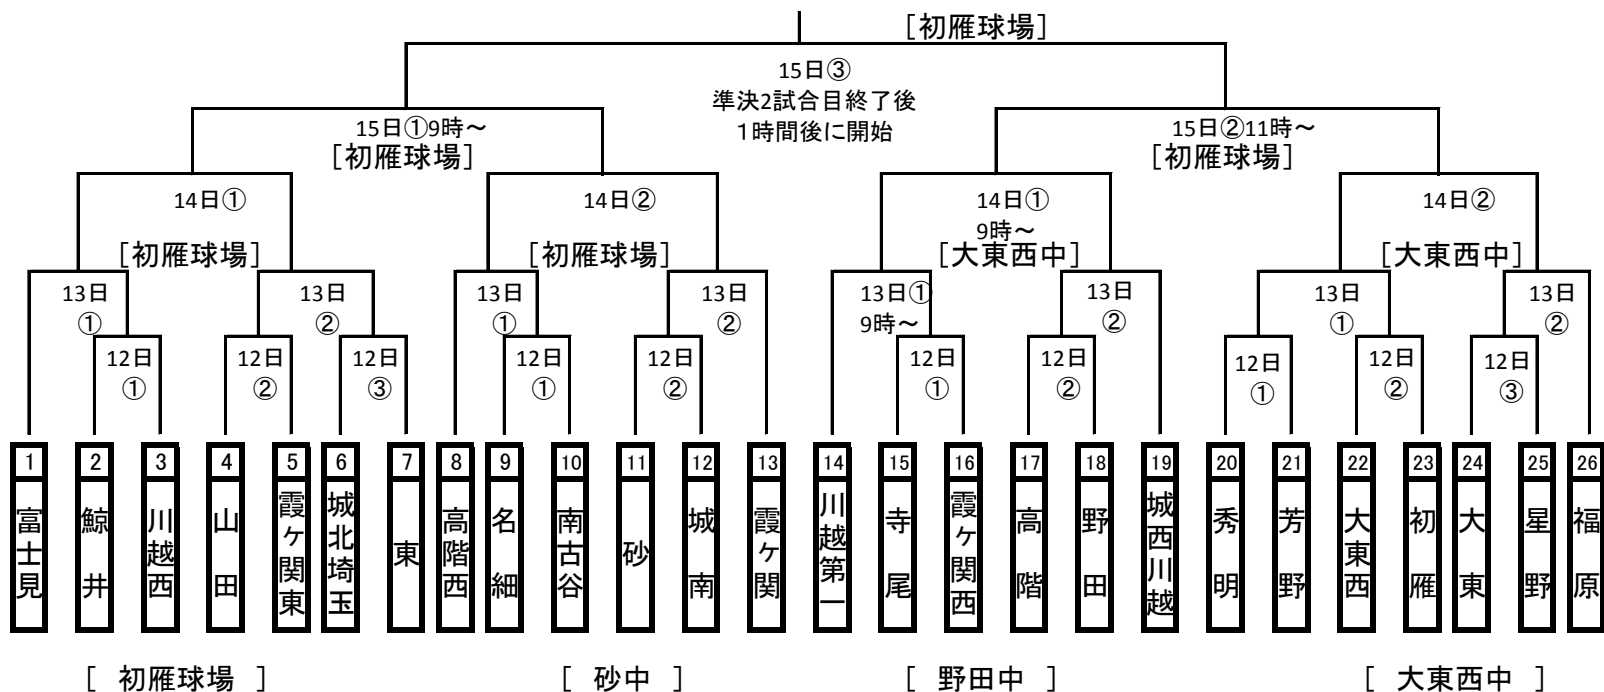 [初雁球場]
15日③
準決2試合目終了後
1時間後に開始
15日①9時～
[初雁球場]
15日②11時～
[初雁球場]
14日①
[初雁球場]
14日②
[初雁球場]
14日①
9時～
[大東西中]
14日②
[大東西中]
13日
①
13日
②
13日
①
13日
②
13日①
9時～
13日
②
13日
①
13日
②
12日
①
12日
②
12日
③
12日
①
12日
②
12日
①
12日
②
12日
①
12日
②
12日
③
1
富士見
2
鯨井
3
川越西
4
山田
5
霞ヶ関東
6
城北埼玉
7
東
8
高階西
9
名細
10
南古谷
11
砂
12
城南
13
霞ヶ関
14
川越第一
15
寺尾
16
霞ヶ関西
17
高階
18
野田
19
城西川越
20
秀明
21
芳野
22
大東西
23
初雁
24
大東
25
星野
26
福原
[ 初雁球場 ]
[ 砂中 ]
[ 野田中 ]
[ 大東西中 ]